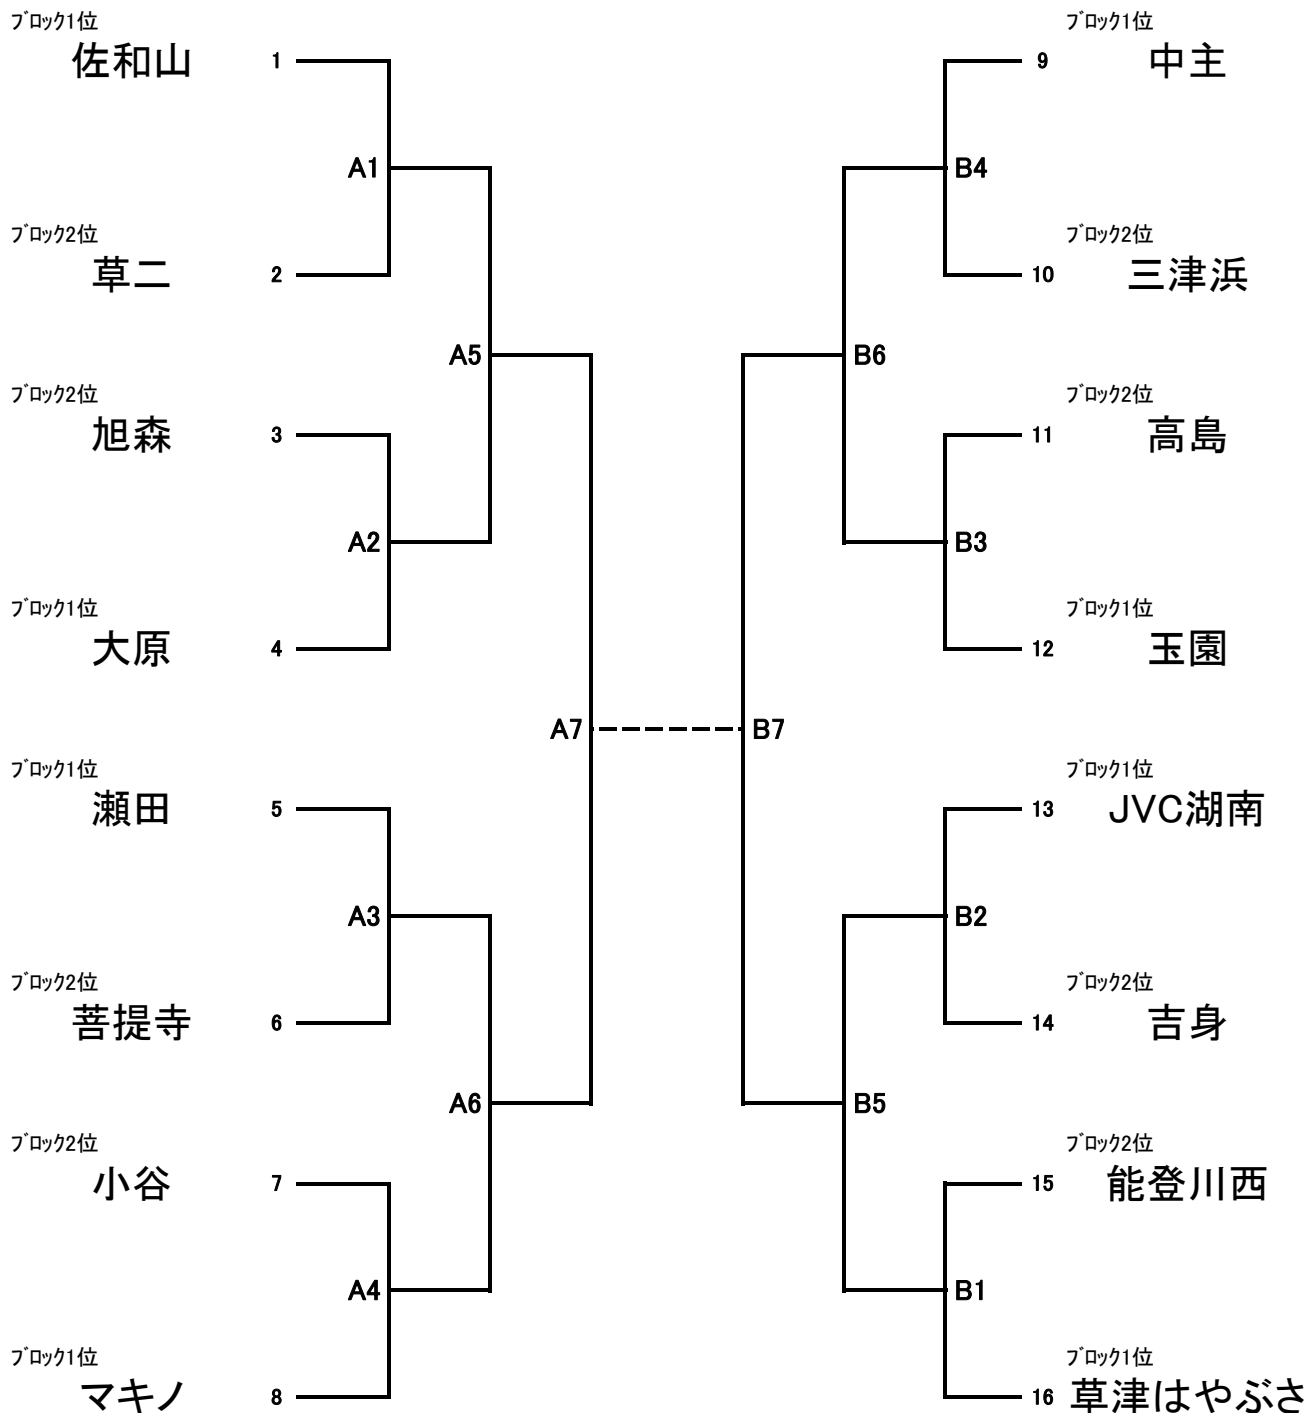 ブロック1位
佐和山 1
A1
ブロック2位
草二 2
A5
ブロック2位
旭森 3
A2
ブロック1位
大原 4
A7
ブロック1位
瀬田 5
A3
ブロック2位
菩提寺 6
A6
ブロック2位
小谷 7
A4
ブロック1位
マキノ 8
ブロック1位
9 中主
B4
ブロック2位
10 三津浜
B6
ブロック2位
11 高島
B3
ブロック1位
12 玉園
B7
ブロック1位
13 JVC湖南
B2
ブロック2位
14 吉身
B5
ブロック2位
15 能登川西
B1
ブロック1位
16 草津はやぶさ